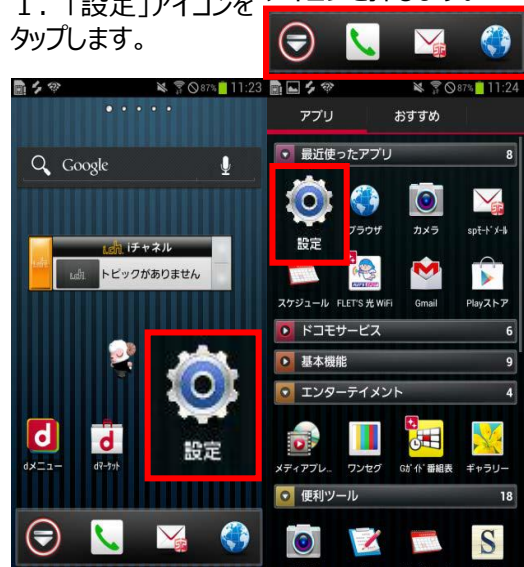 １．「設定」アイコンを
タップします。
87% 11:23
Google
iチャネル
トピックがありません
設定
dメニュー
dマーケット
87% 11:24
アプリ おすすめ
最近使ったアプリ 8
設定
ブラウザ
カメラ
spモードメール
スケジュール
FLET'S 光 WiFi
Gmail
Playストア
ドコモサービス 6
基本機能 9
エンターテイメント 4
メディアプレ...
ワンセグ
Gガイド番組表
ギャラリー
便利ツール 18